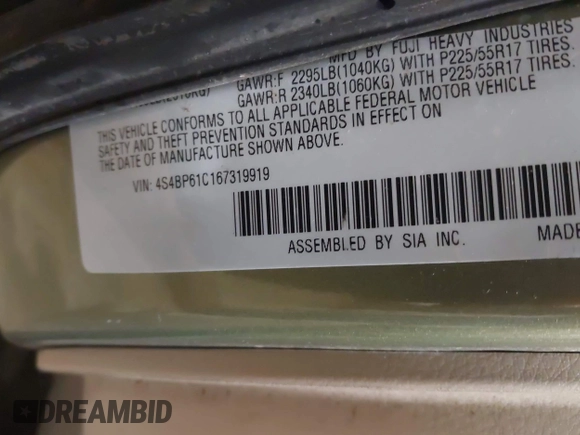 MFD BY FUJI HEAVY INDUSTRIES
GAWR:F 2295LB(1040KG) WITH P225/55R17 TIRES.
GAWR:R 2340LB(1060KG) WITH P225/55R17 TIRES.
THIS VEHICLE CONFORMS TO ALL APPLICABLE FEDERAL MOTOR VEHICLE
SAFETY AND THEFT PREVENTION STANDARDS IN EFFECT ON
THE DATE OF MANUFACTURE SHOWN ABOVE.
VIN: 4S4BP61C167319919
ASSEMBLED BY SIA INC. MADE
DREAMBID